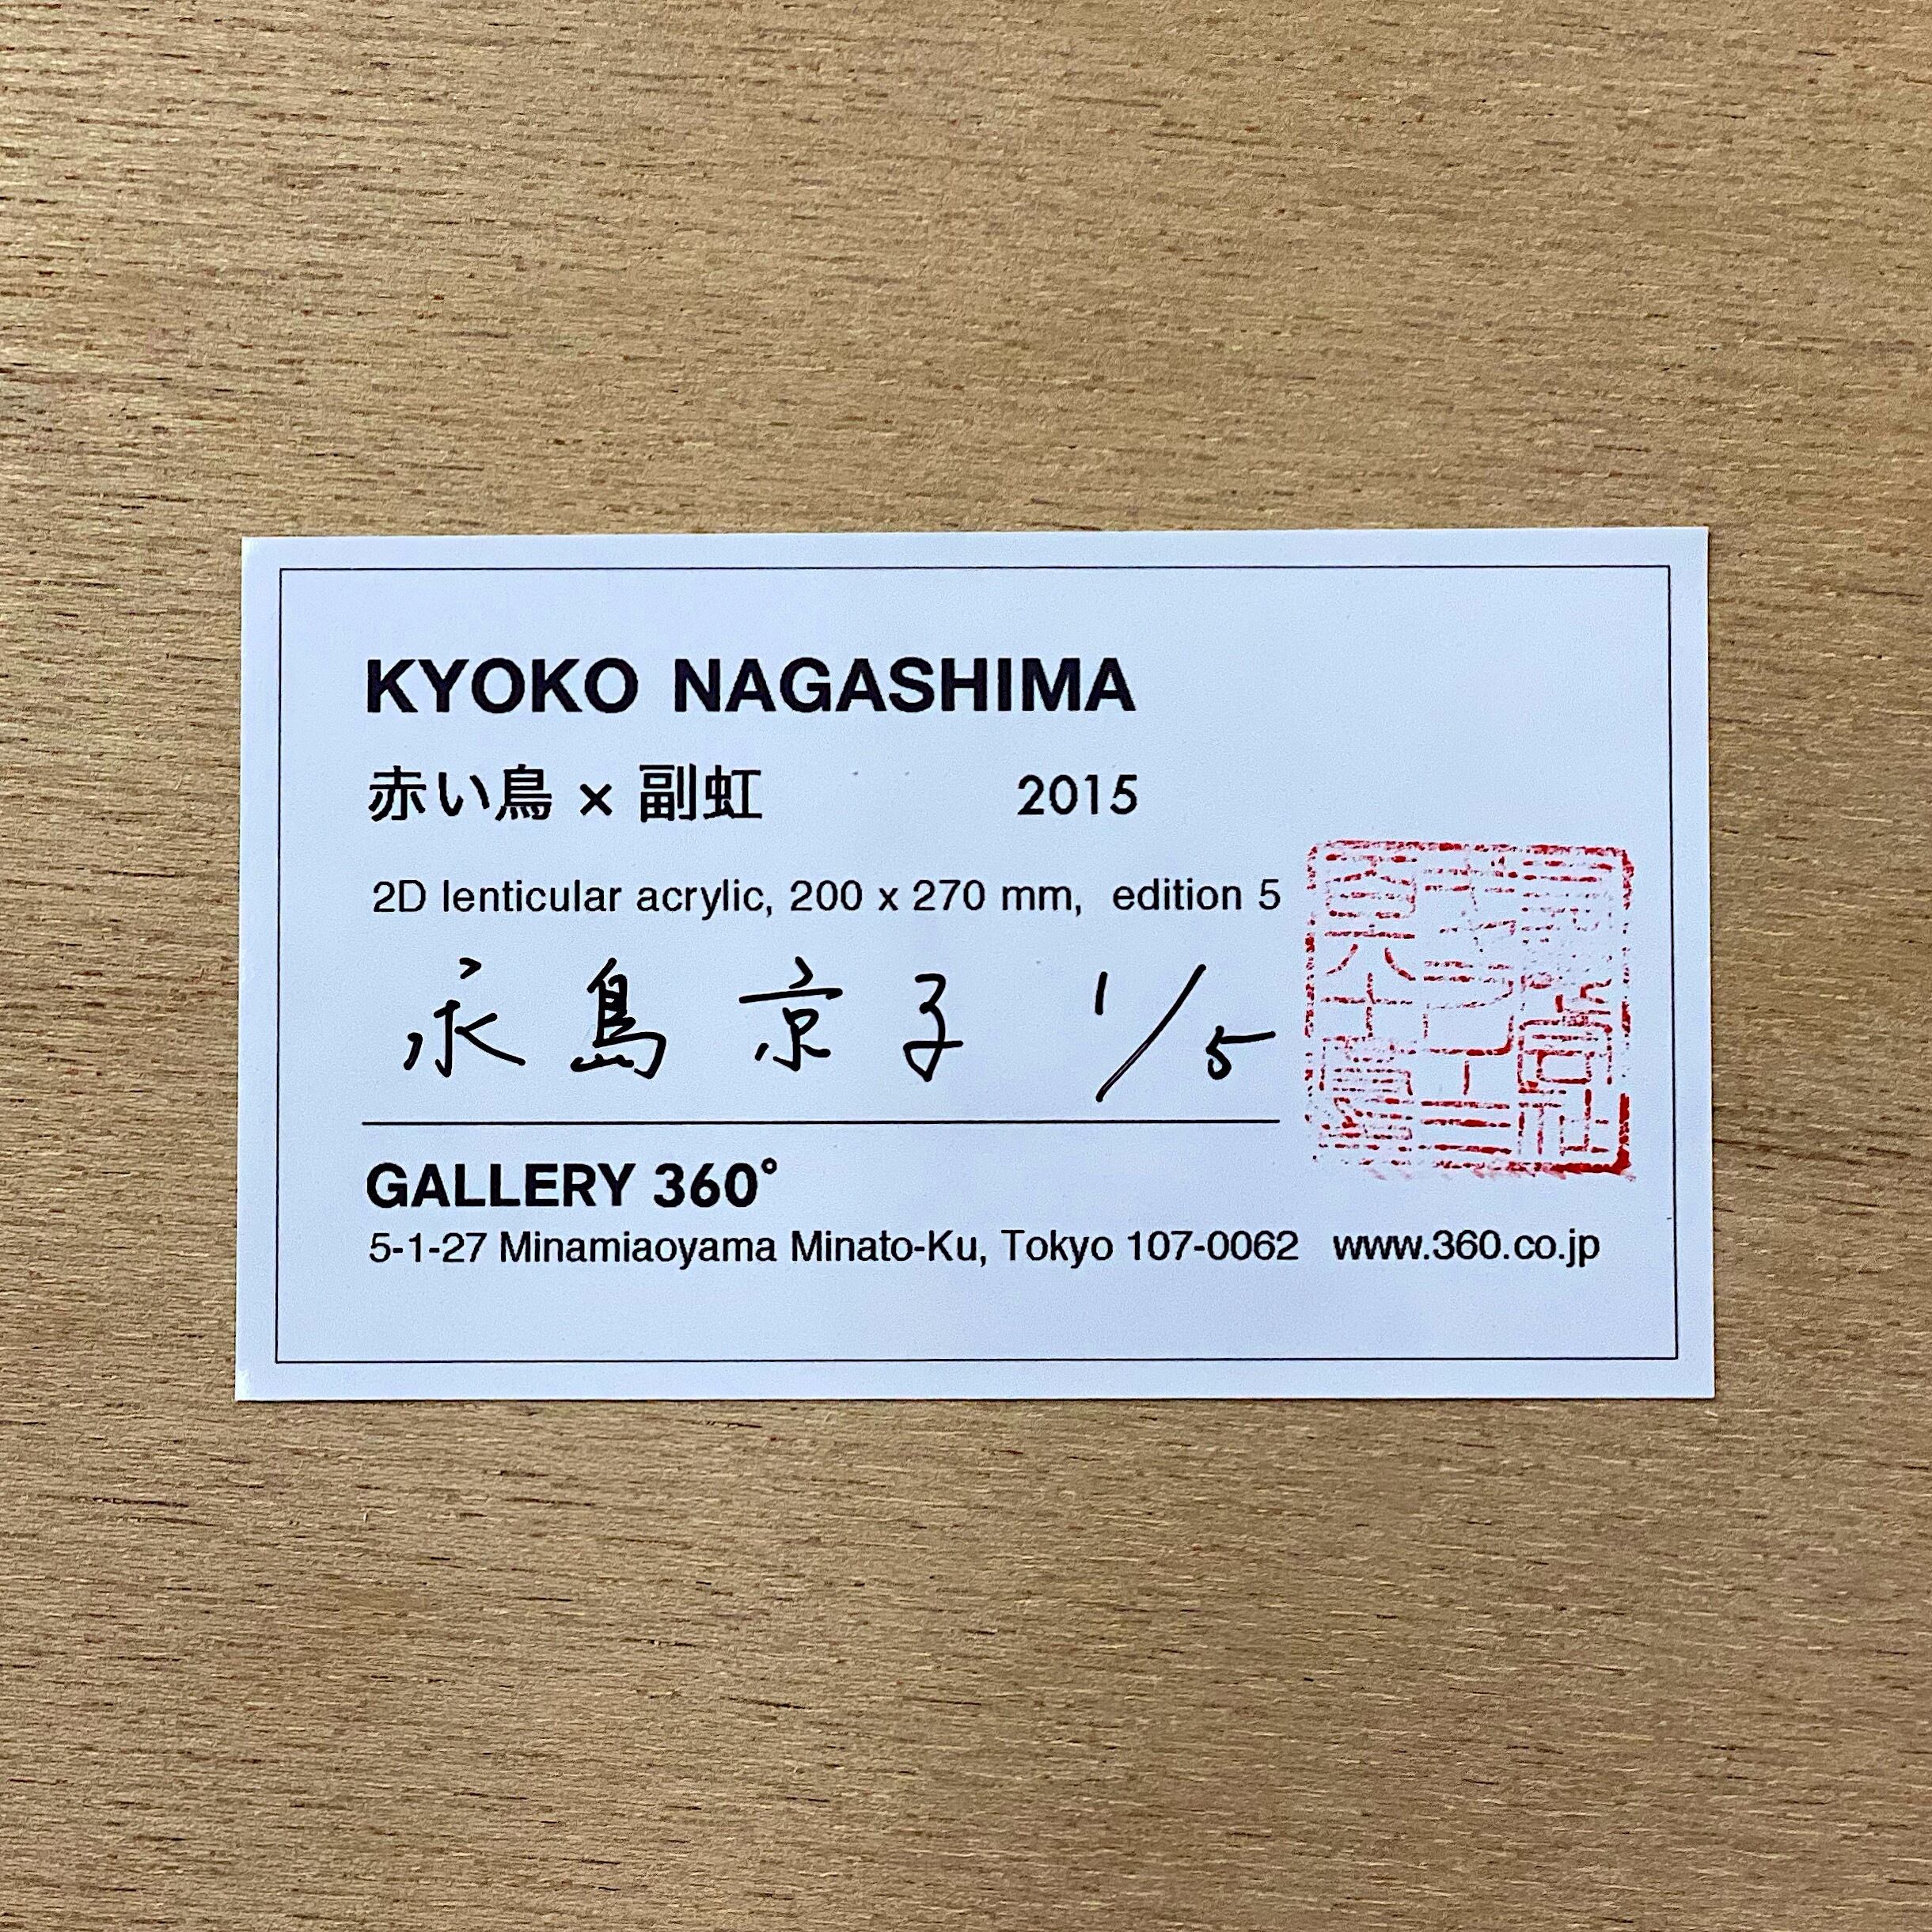 KYOKO NAGASHIMA
赤い鳥 × 副虹 2015
2D lenticular acrylic, 200 x 270 mm, edition 5
永島京子 1/5
GALLERY 360°
5-1-27 Minamiaoyama Minato-Ku, Tokyo 107-0062 www.360.co.jp